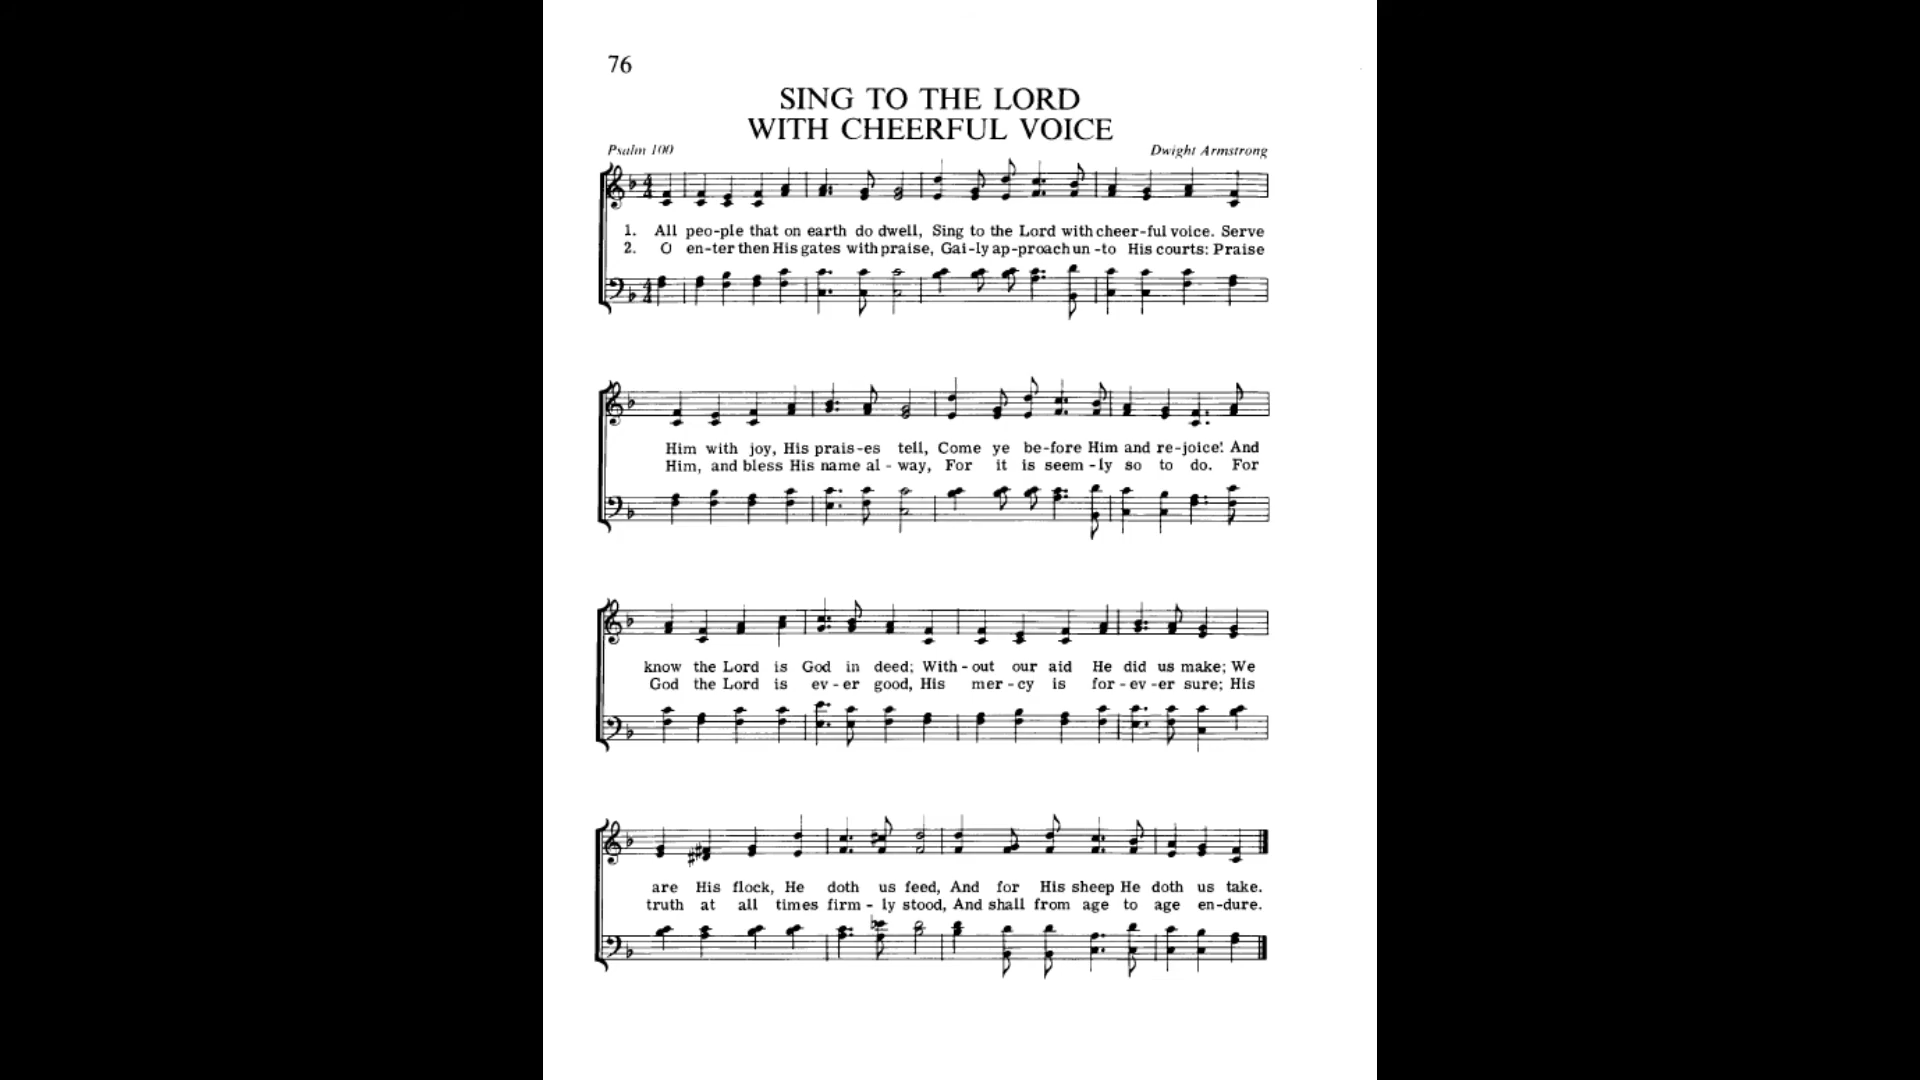 76
SING TO THE LORD
WITH CHEERFUL VOICE
Psalm 100 Dwight Armstrong
1. All peo-ple that on earth do dwell, Sing to the Lord with cheer-ful voice. Serve
2. O en-ter then His gates with praise, Gai-ly ap-proach un-to His courts: Praise
Him with joy, His prais-es tell, Come ye be-fore Him and re-joice! And
Him, and bless His name al-way, For it is seem-ly so to do. For
know the Lord is God in deed; With-out our aid He did us make; We
God the Lord is ev-er good, His mer-cy is for-ev-er sure; His
are His flock, He doth us feed, And for His sheep He doth us take.
truth at all times firm-ly stood, And shall from age to age en-dure.